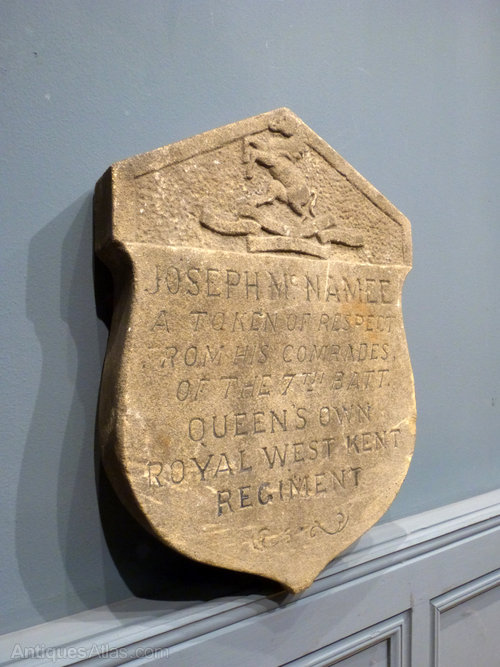 JOSEPH Mc NAMEE
A TOKEN OF RESPECT
ROM HIS COMRADES,
OF THE 7TH BATT.
QUEEN'S OWN
ROYAL WEST KENT
REGIMENT
AntiquesAtlas.com